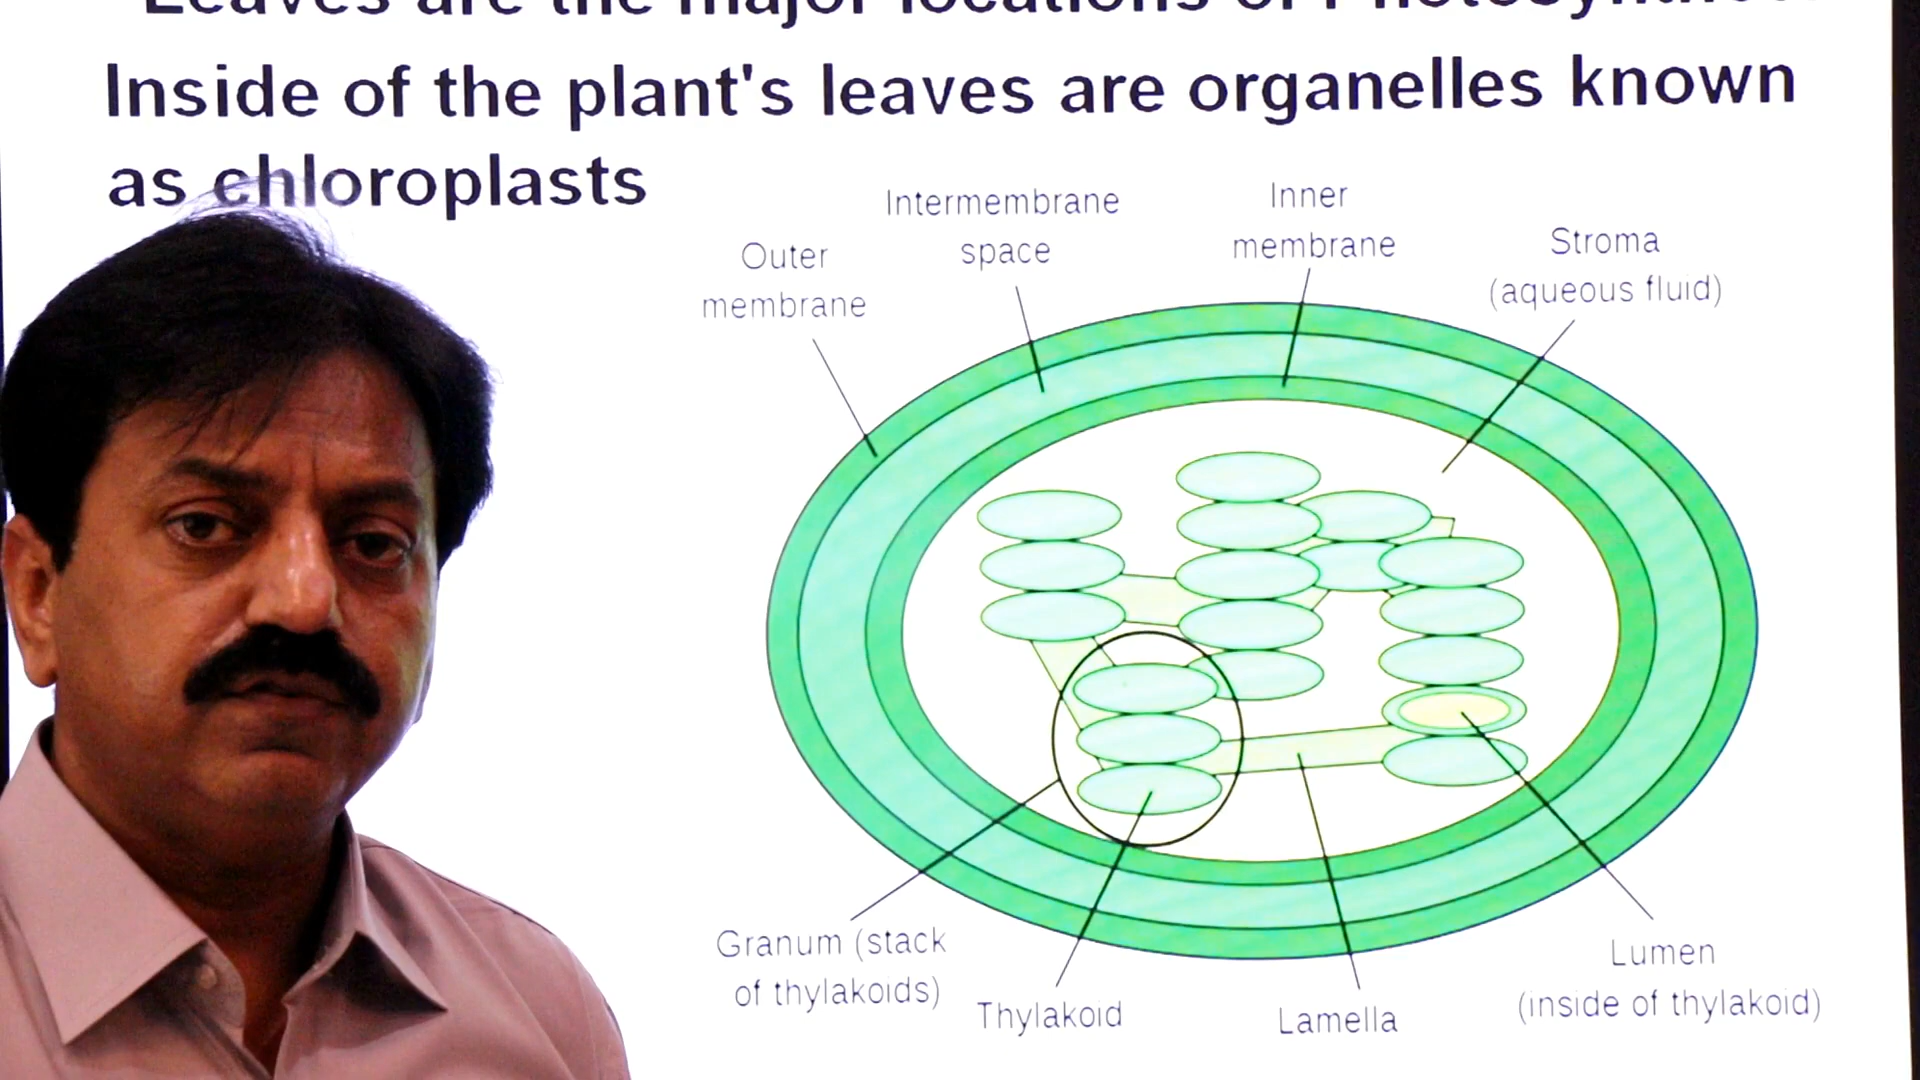 Leaves are the major locations of
Inside of the plant's leaves are organelles known
as chloroplasts
Intermembrane
space
Inner
membrane
Outer
membrane
Stroma
(aqueous fluid)
Granum (stack
of thylakoids)
Thylakoid
Lamella
Lumen
(inside of thylakoid)